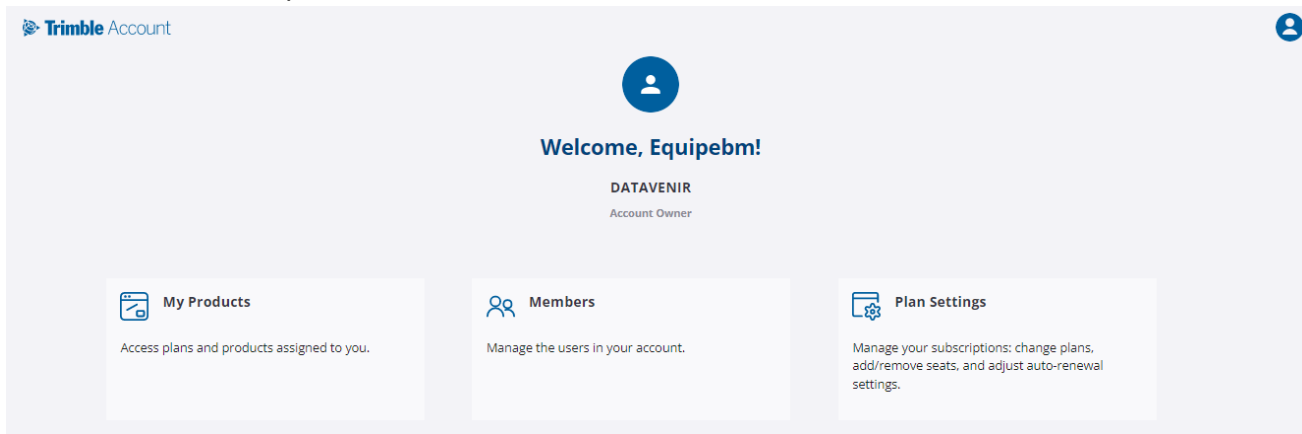 Trimble Account
Welcome, Equipebm!
DATAVENIR
Account Owner
My Products
Access plans and products assigned to you.
Members
Manage the users in your account.
Plan Settings
Manage your subscriptions: change plans,
add/remove seats, and adjust auto-renewal
settings.